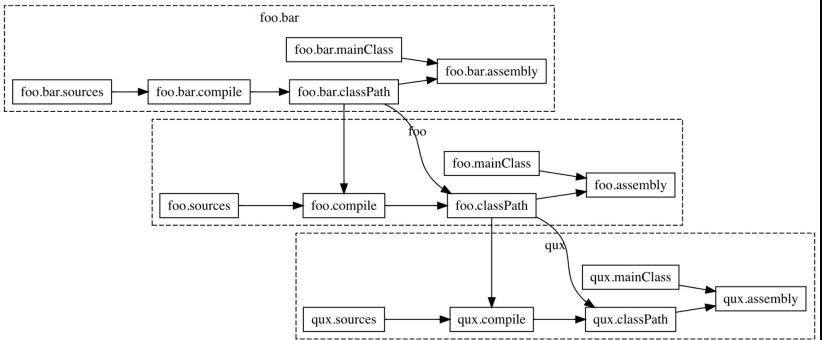 foo.bar
foo.bar.mainClass
foo.bar.assembly
foo.bar.sources
foo.bar.compile
foo.bar.classPath
foo
foo.mainClass
foo.assembly
foo.sources
foo.compile
foo.classPath
qux
qux.mainClass
qux.assembly
qux.sources
qux.compile
qux.classPath